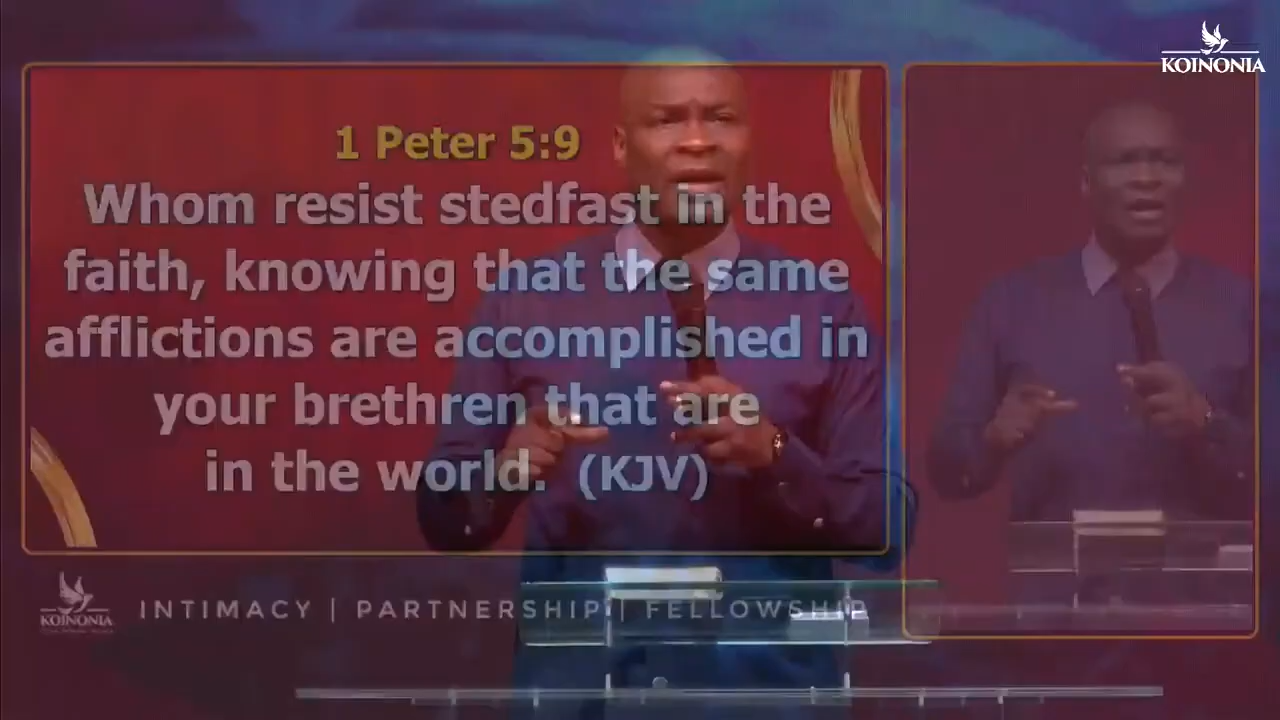 KOINONIA
1 Peter 5:9
Whom resist stedfast in the
faith, knowing that the same
afflictions are accomplished in
your brethren that are
in the world. (KJV)
KOINONIA
INTIMACY | PARTNERSHIP | FELLOWSHIP